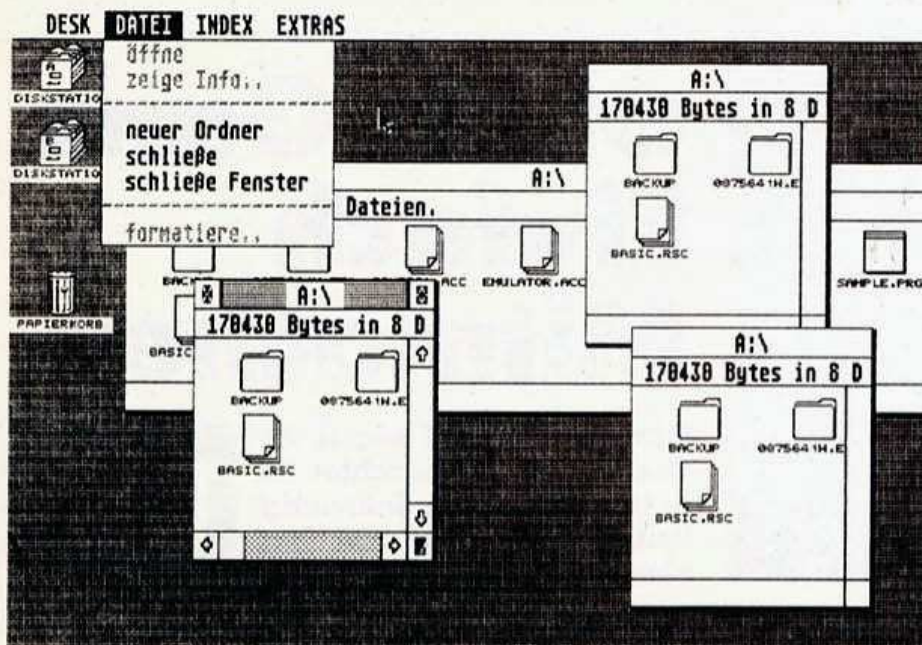 DESK DATEI INDEX EXTRAS
öffne
zeige Info..
neuer Ordner
schließe
schließe Fenster
formatiere..
DISKSTATIO
DISKSTATIO
PAPIERKORB
A:\
Dateien.
BACK
ACC
EMULATOR.ACC
SAMPLE.PRG
BASIC
A:\
170430 Bytes in 8 D
BACKUP
BASIC.RSC
A:\
170430 Bytes in 8 D
BACKUP
BASIC.RSC
A:\
170430 Bytes in 8 D
BACKUP
BASIC.RSC